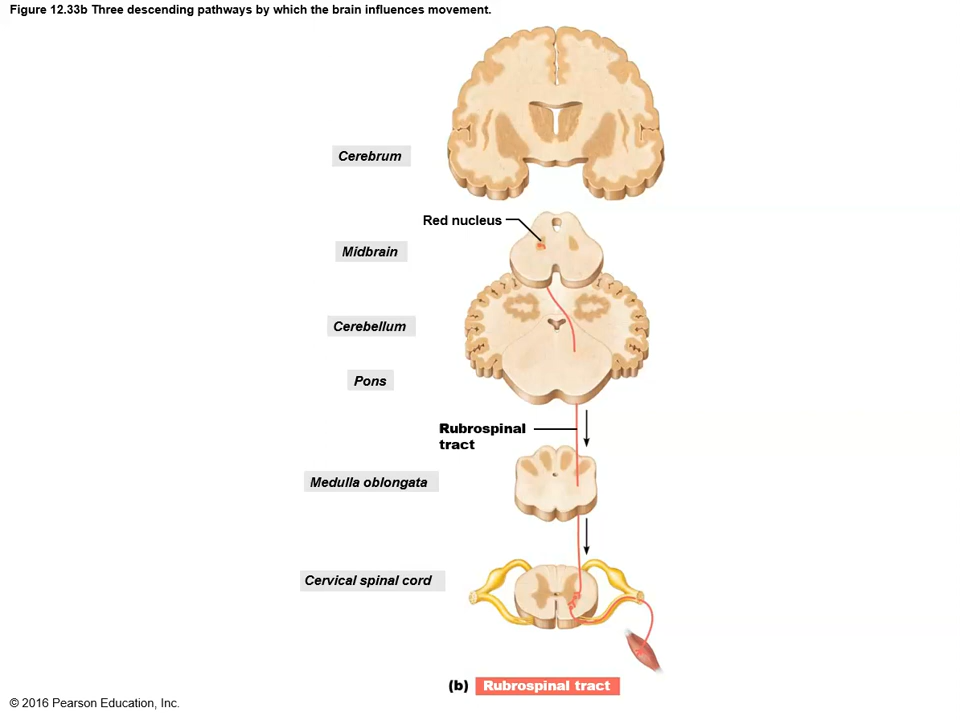 Figure 12.33b Three descending pathways by which the brain influences movement.
Cerebrum
Red nucleus
Midbrain
Cerebellum
Pons
Rubrospinal
tract
Medulla oblongata
Cervical spinal cord
(b) Rubrospinal tract
© 2016 Pearson Education, Inc.